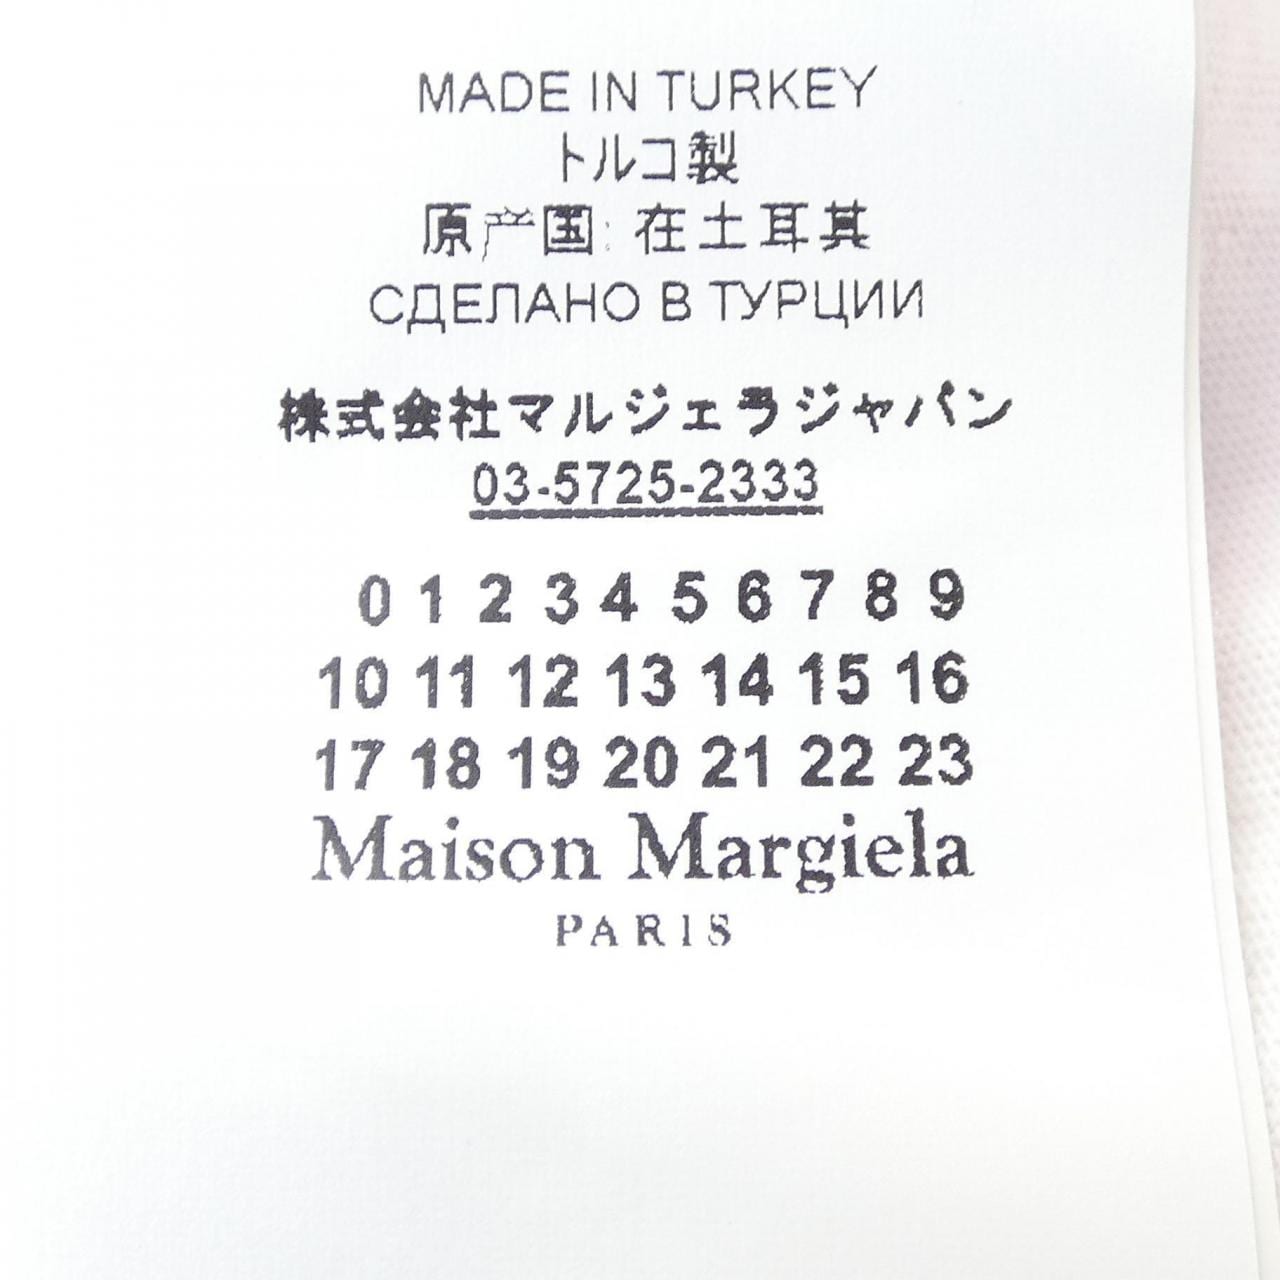 MADE IN TURKEY
トルコ製
原产国: 在土耳其
СДЕЛАНО В ТУРЦИИ
株式会社マルジェラジャパン
03-5725-2333
0 1 2 3 4 5 6 7 8 9
10 11 12 13 14 15 16
17 18 19 20 21 22 23
Maison Margiela
PARIS